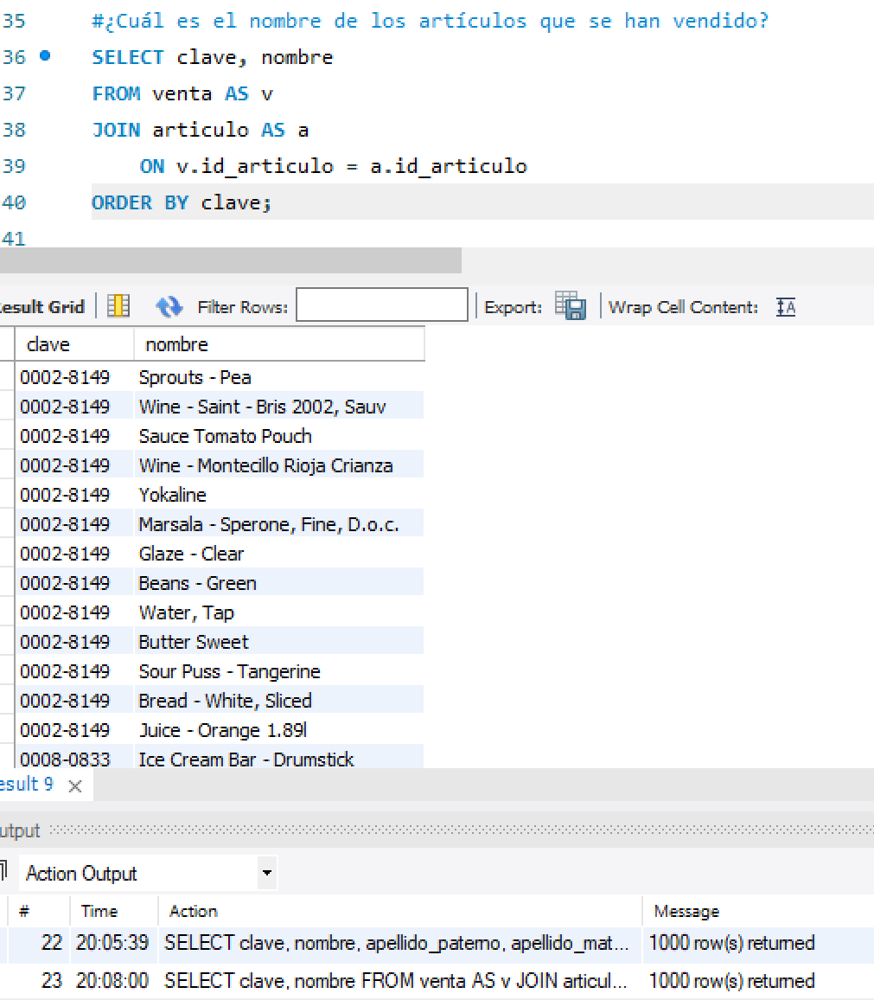 35 #¿Cuál es el nombre de los artículos que se han vendido?
36 SELECT clave, nombre
37 FROM venta AS v
38 JOIN articulo AS a
39 ON v.id_articulo = a.id_articulo
40 ORDER BY clave;
41
esult Grid Filter Rows: Export: Wrap Cell Content: IA
clave nombre
0002-8149 Sprouts - Pea
0002-8149 Wine - Saint - Bris 2002, Sauv
0002-8149 Sauce Tomato Pouch
0002-8149 Wine - Montecillo Rioja Crianza
0002-8149 Yokaline
0002-8149 Marsala - Sperone, Fine, D.o.c.
0002-8149 Glaze - Clear
0002-8149 Beans - Green
0002-8149 Water, Tap
0002-8149 Butter Sweet
0002-8149 Sour Puss - Tangerine
0002-8149 Bread - White, Sliced
0002-8149 Juice - Orange 1.89l
0008-0833 Ice Cream Bar - Drumstick
esult 9 ×
utput
Action Output
# Time Action Message
22 20:05:39 SELECT clave, nombre, apellido_paterno, apellido_mat... 1000 row(s) returned
23 20:08:00 SELECT clave, nombre FROM venta AS v JOIN articul... 1000 row(s) returned